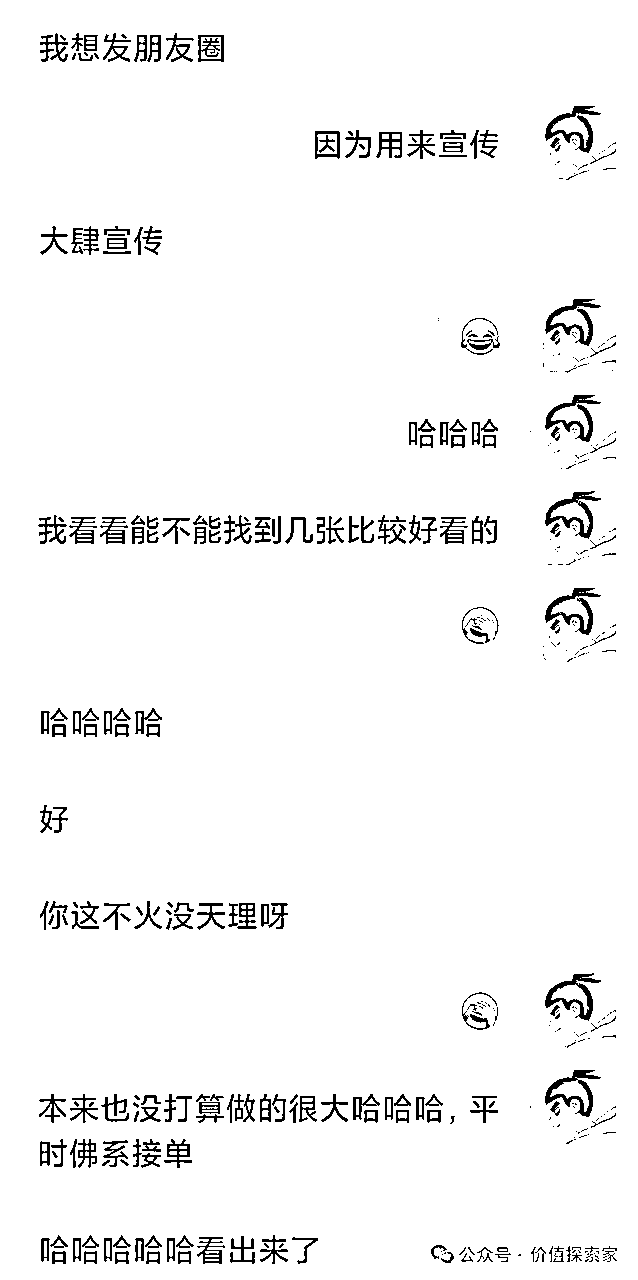 我想发朋友圈
因为用来宣传
大肆宣传
哈哈哈
我看看能不能找到几张比较好看的
哈哈哈哈
好
你这不火没天理呀
本来也没打算做的很大哈哈哈，平
时佛系接单
哈哈哈哈哈看出来了
公众号·价值探索家